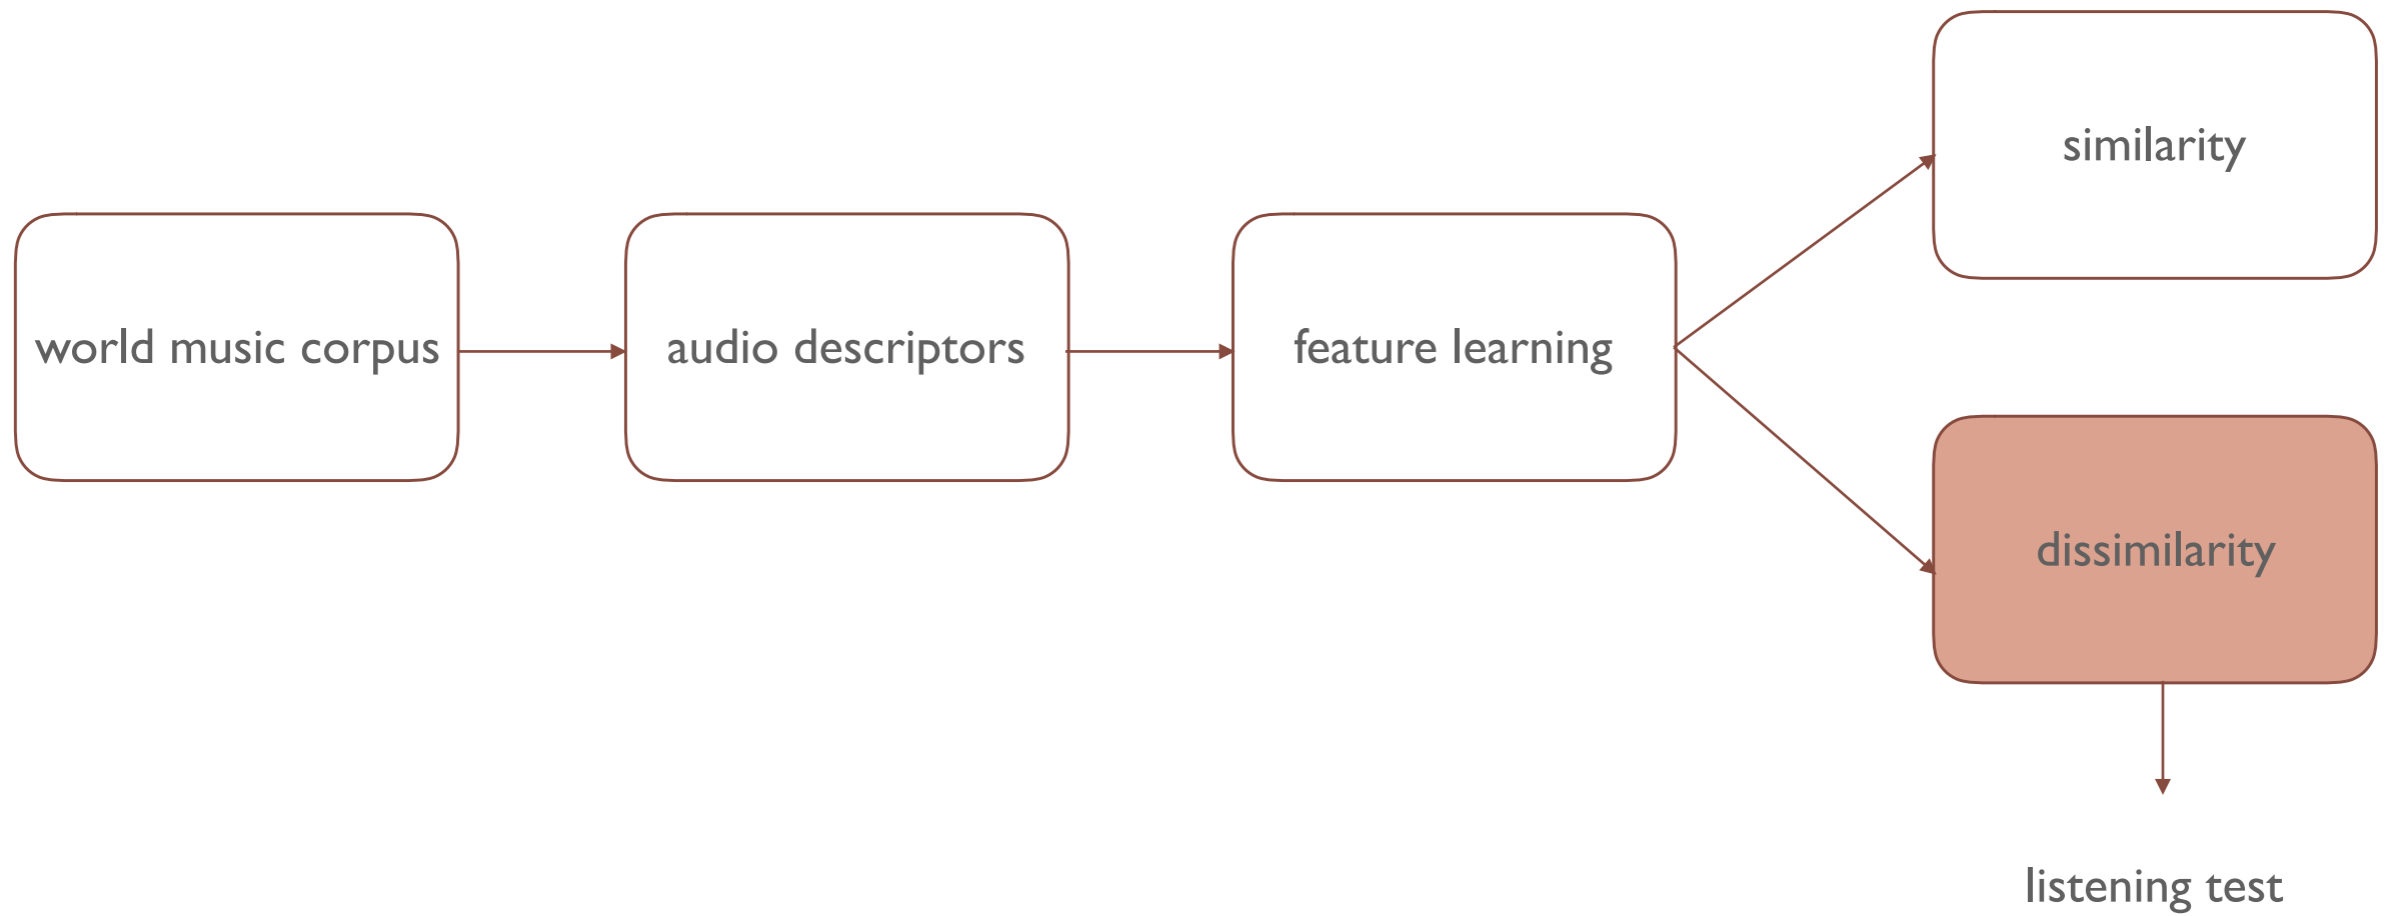 world music corpus
audio descriptors
feature learning
similarity
dissimilarity
listening test